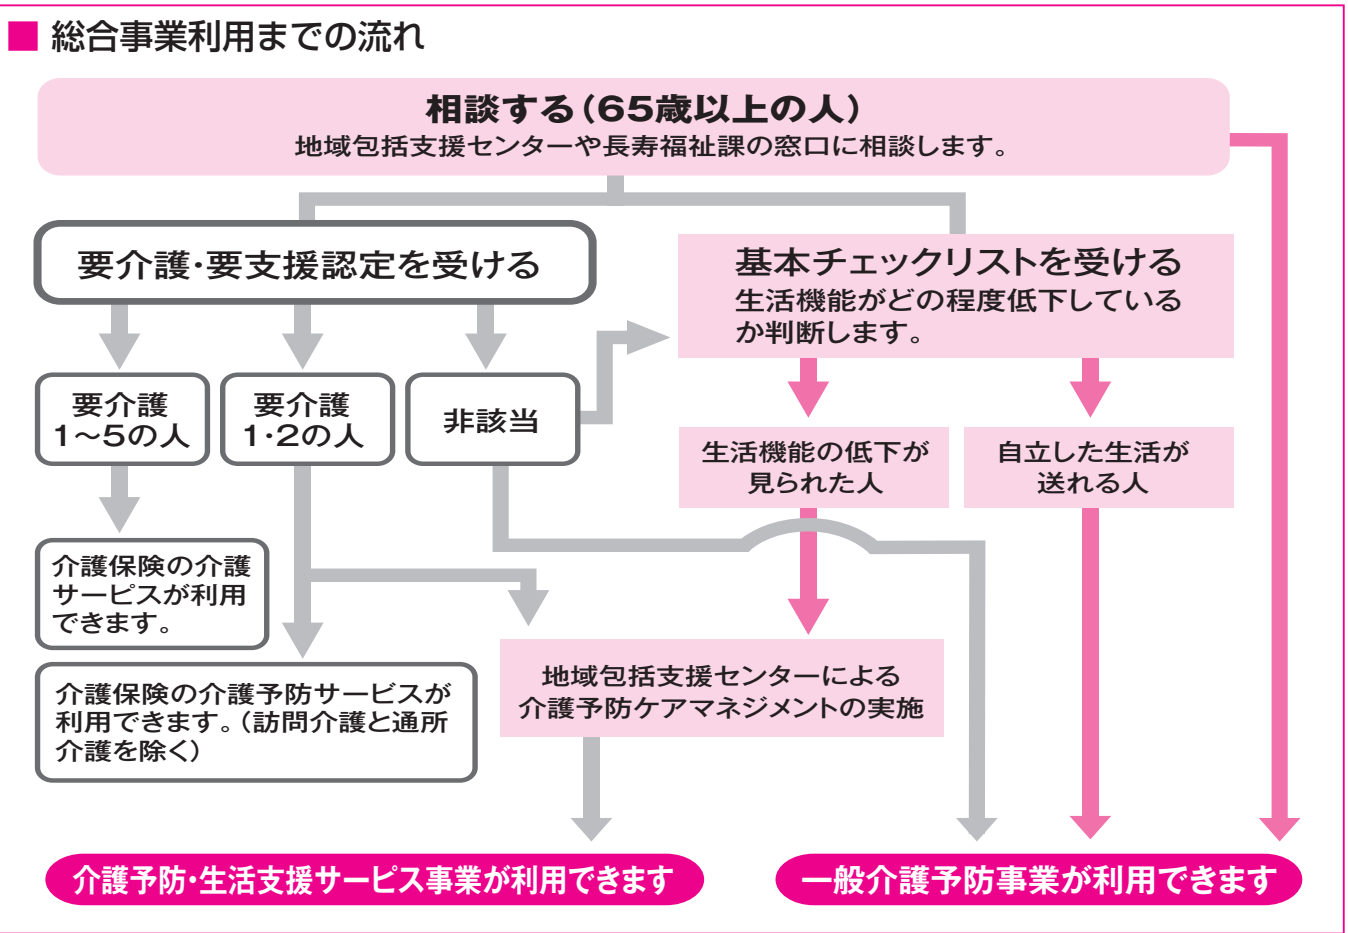 総合事業利用までの流れ
相談する(65歳以上の人)
地域包括支援センターや長寿福祉課の窓口に相談します。
要介護・要支援認定を受ける
基本チェックリストを受ける
生活機能がどの程度低下している
か判断します。
要介護
1〜5の人
要介護
1・2の人
非該当
生活機能の低下が
見られた人
自立した生活が
送れる人
介護保険の介護
サービスが利用
できます。
介護保険の介護予防サービスが
利用できます。(訪問介護と通所
介護を除く)
地域包括支援センターによる
介護予防ケアマネジメントの実施
介護予防・生活支援サービス事業が利用できます
一般介護予防事業が利用できます